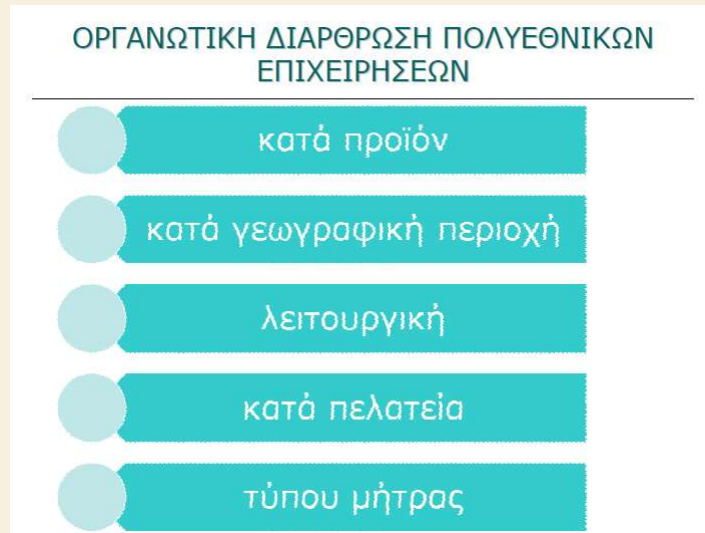 ΟΡΓΑΝΩΤΙΚΗ ΔΙΑΡΘΡΩΣΗ ΠΟΛΥΕΘΝΙΚΩΝ
ΕΠΙΧΕΙΡΗΣΕΩΝ
κατά προϊόν
κατά γεωγραφική περιοχή
λειτουργική
κατά πελατεία
τύπου μήτρας